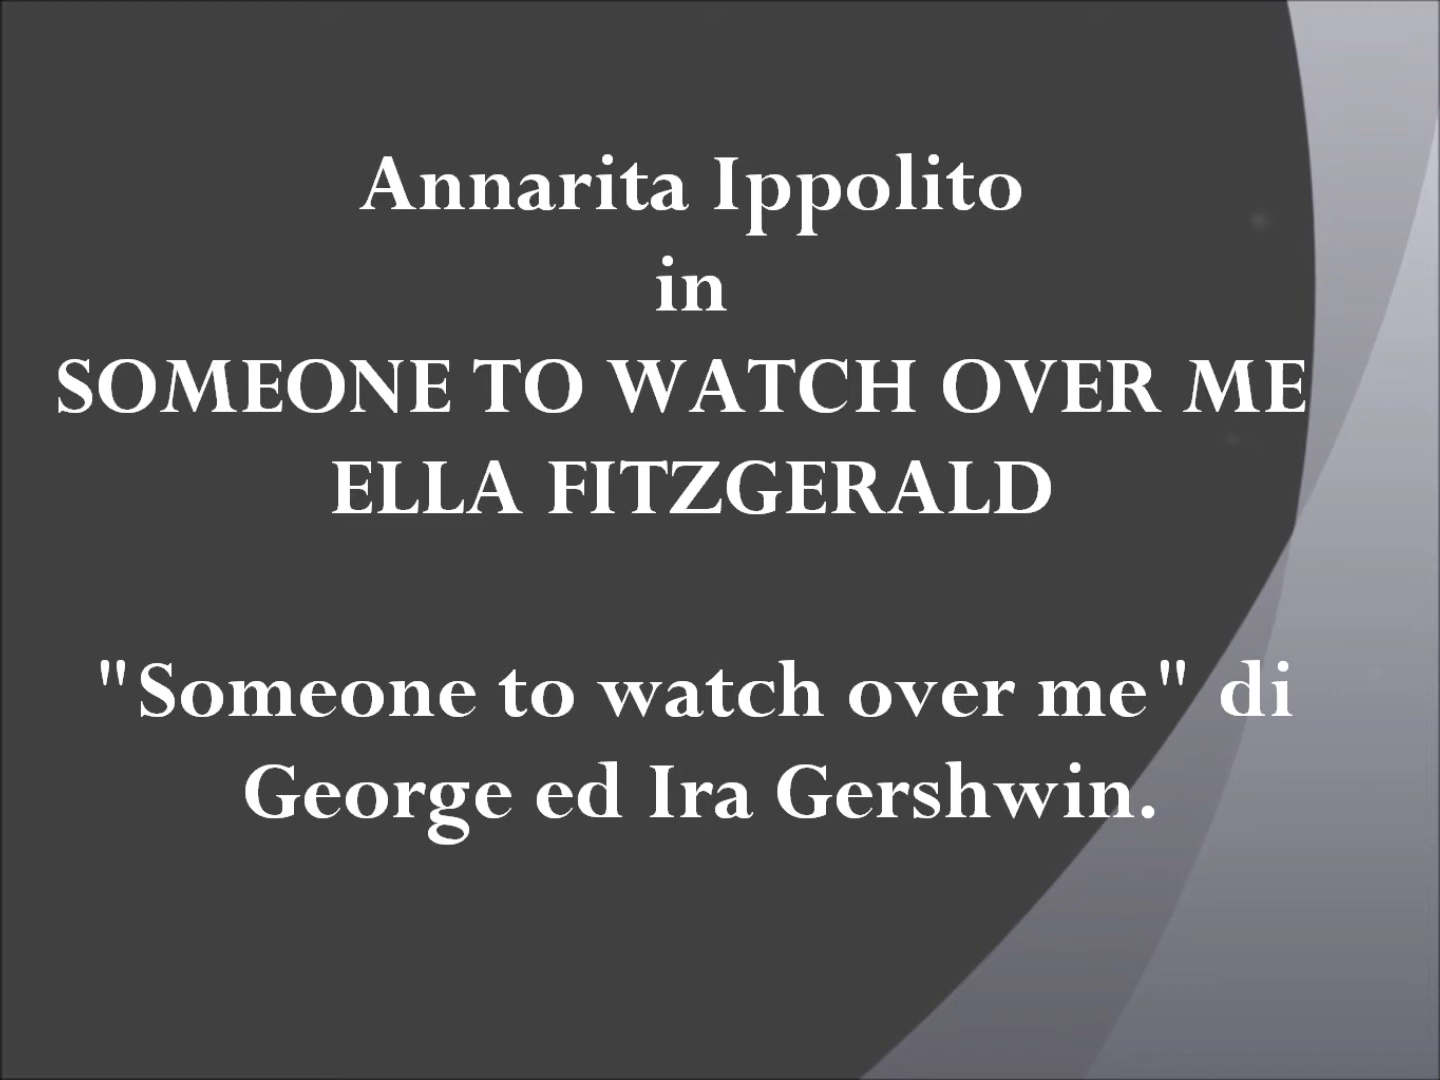 Annarita Ippolito
in
SOMEONE TO WATCH OVER ME
ELLA FITZGERALD
"Someone to watch over me" di
George ed Ira Gershwin.